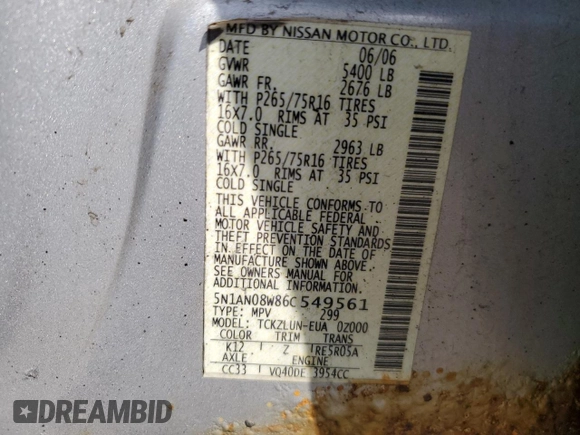 MFD BY NISSAN MOTOR CO., LTD.
DATE 06/06
GVWR 5400 LB
GAWR FR. 2676 LB
WITH P265/75R16 TIRES
16X7.0 RIMS AT 35 PSI
COLD SINGLE
GAWR RR. 2963 LB
WITH P265/75R16 TIRES
16X7.0 RIMS AT 35 PSI
COLD SINGLE
THIS VEHICLE CONFORMS TO
ALL APPLICABLE FEDERAL
MOTOR VEHICLE SAFETY AND
THEFT PREVENTION STANDARDS
IN EFFECT ON THE DATE OF
MANUFACTURE SHOWN ABOVE.
SEE OWNERS MANUAL FOR
ADDITIONAL INFORMATION.
5N1AN08W86C549561
TYPE: MPV 299
MODEL: TCKZLUN-EUA 0Z000
COLOR TRIM TRANS
K12 Z RE5R05A
AXLE ENGINE
CC33 VQ40DE 3954CC
DREAMBID